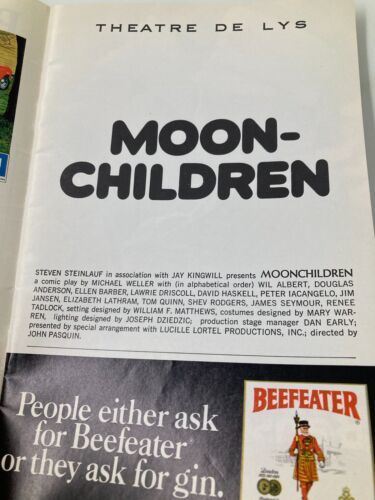 THEATRE DE LYS
MOON-
CHILDREN
STEVEN STEINLAUF in association with JAY KINGWILL presents MOONCHILDREN
a comic play by MICHAEL WELLER with (in alphabetical order) WIL ALBERT, DOUGLAS
ANDERSON, ELLEN BARBER, LAWRIE DRISCOLL, DAVID HASKELL, PETER IACANGELO, JIM
JANSEN, ELIZABETH LATHRAM, TOM QUINN, SHEV RODGERS, JAMES SEYMOUR, RENEE
TADLOCK, setting designed by WILLIAM F. MATTHEWS, costumes designed by MARY WAR-
REN, lighting designed by JOSEPH DZIEDZIC; production stage manager DAN EARLY;
presented by special arrangement with LUCILLE LORTEL PRODUCTIONS, INC.; directed by
JOHN PASQUIN.
People either ask
for Beefeater®
or they ask for gin.
BEEFEATER
London